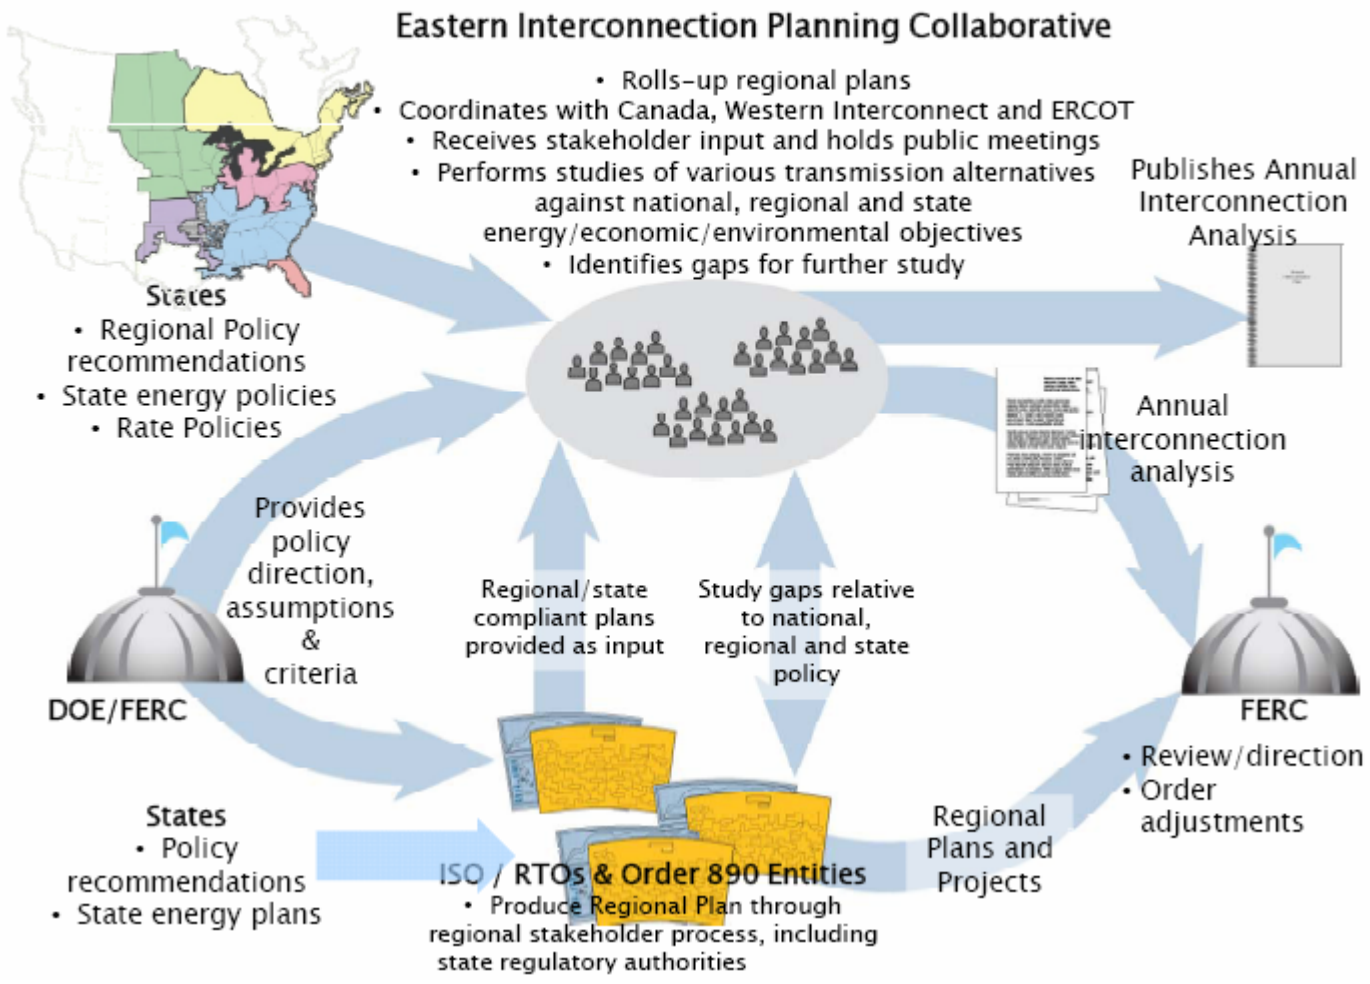 Eastern Interconnection Planning Collaborative
• Rolls-up regional plans
• Coordinates with Canada, Western Interconnect and ERCOT
• Receives stakeholder input and holds public meetings
• Performs studies of various transmission alternatives
against national, regional and state
energy/economic/environmental objectives
• Identifies gaps for further study
Publishes Annual
Interconnection
Analysis
States
• Regional Policy
recommendations
• State energy policies
• Rate Policies
Annual
interconnection
analysis
Provides
policy
direction,
assumptions
&
criteria
DOE/FERC
Regional/state
compliant plans
provided as input
Study gaps relative
to national,
regional and state
policy
FERC
• Review/direction
• Order
adjustments
States
• Policy
recommendations
• State energy plans
ISO / RTOs & Order 890 Entities
• Produce Regional Plan through
regional stakeholder process, including
state regulatory authorities
Regional
Plans and
Projects